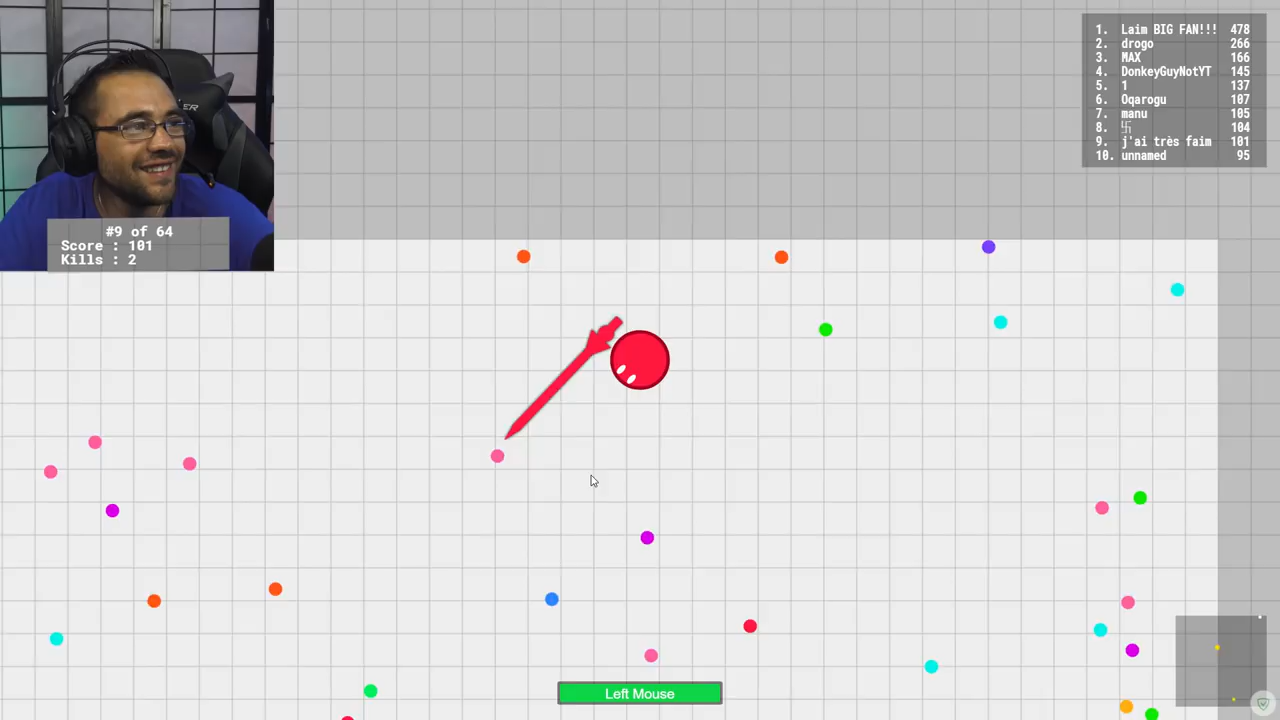 1. Laim BIG FAN!!! 478
2. drogo 266
3. MAX 166
4. DonkeyGuyNotYT 145
5. 1 137
6. Oqarogu 107
7. manu 105
8. 卐 104
9. j'ai très faim 101
10. unnamed 95
#9 of 64
Score : 101
Kills : 2
Left Mouse